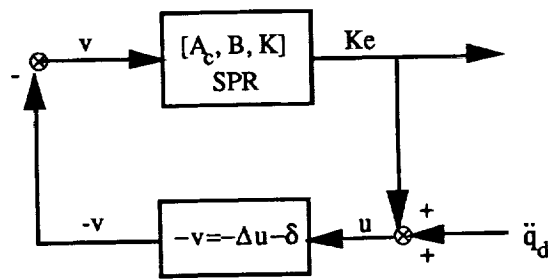 v
[A_c, B, K]
SPR
Ke
-
-v
−v=−Δu−δ
u
+
+
q̈_d